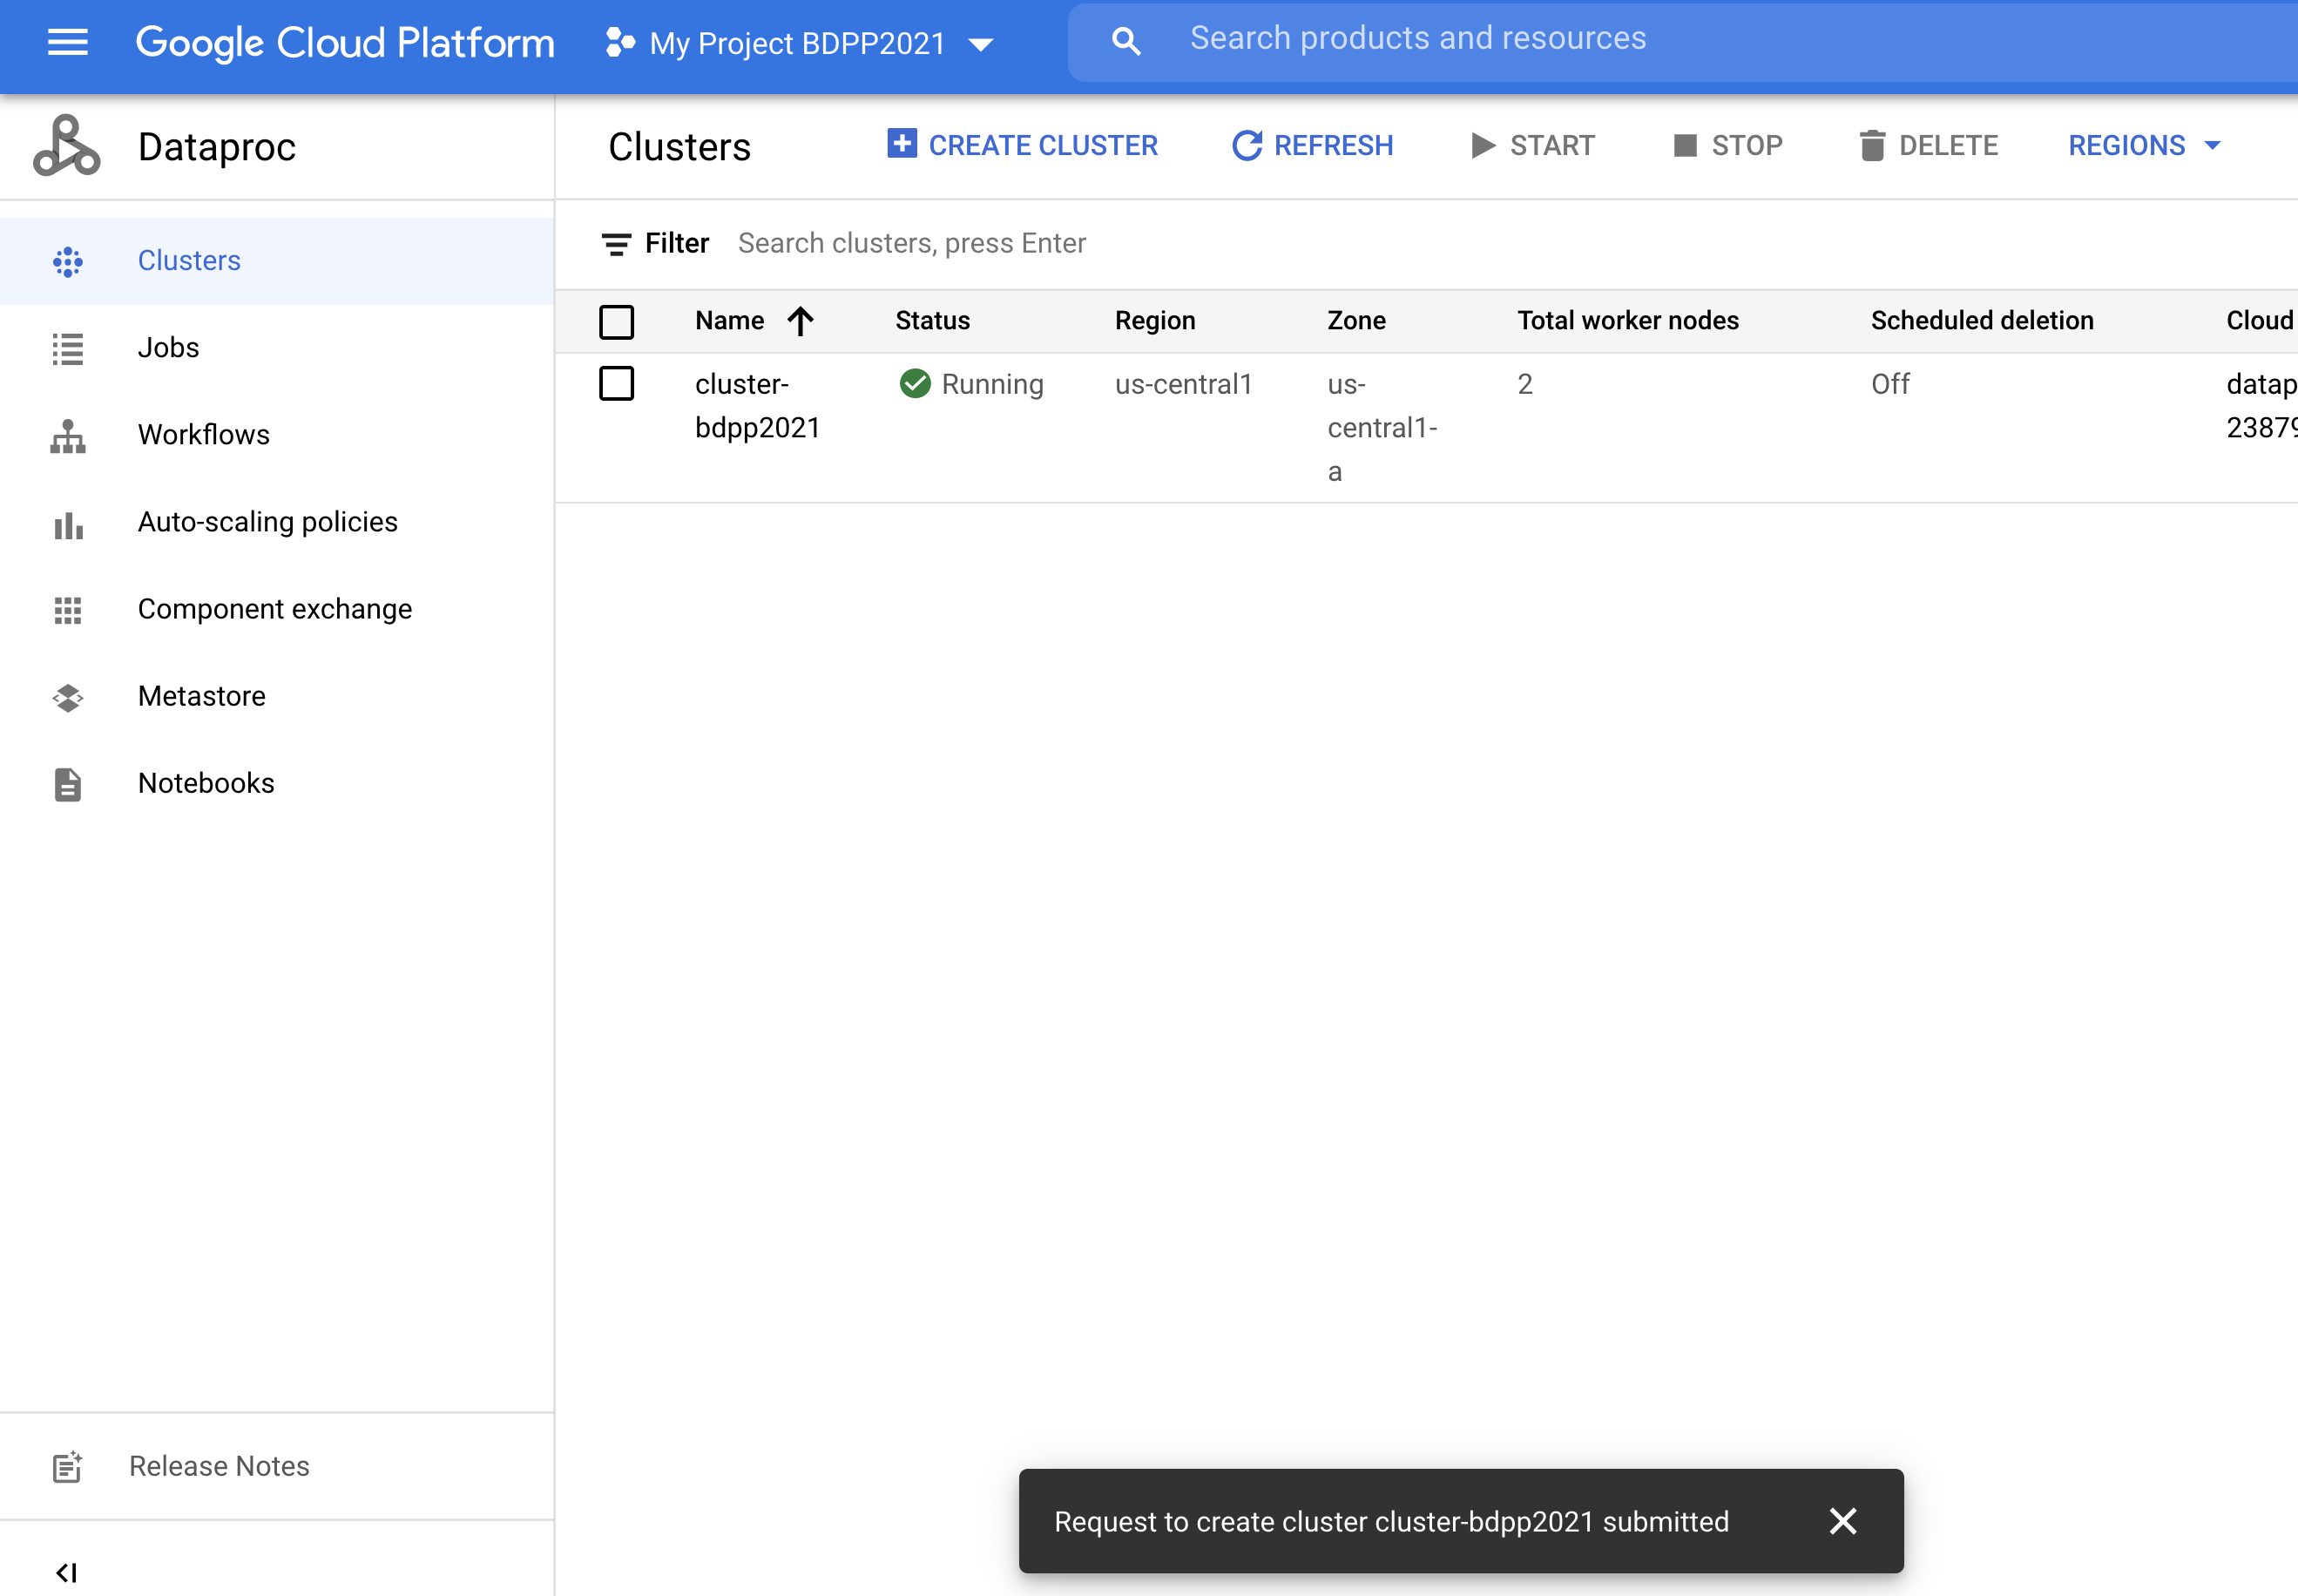 Google Cloud Platform
My Project BDPP2021
Search products and resources
Dataproc
Clusters
Jobs
Workflows
Auto-scaling policies
Component exchange
Metastore
Notebooks
Release Notes
Clusters
CREATE CLUSTER
REFRESH
START
STOP
DELETE
REGIONS
Filter
Search clusters, press Enter
Name Status Region Zone Total worker nodes Scheduled deletion Cloud
cluster- Running us-central1 us- 2 Off datap
bdpp2021 central1- 23879
a
Request to create cluster cluster-bdpp2021 submitted